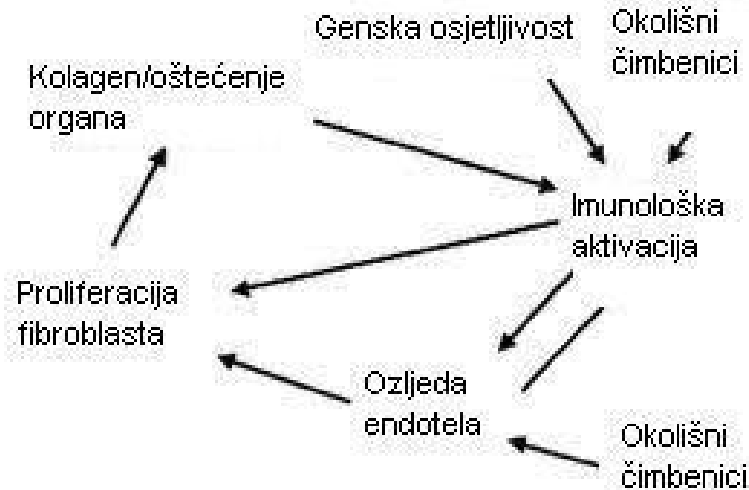 Genska osjetljivost
Okolišni
čimbenici
Kolagen/oštećenje
organa
Imunološka
aktivacija
Proliferacija
fibroblasta
Ozljeda
endotela
Okolišni
čimbenici